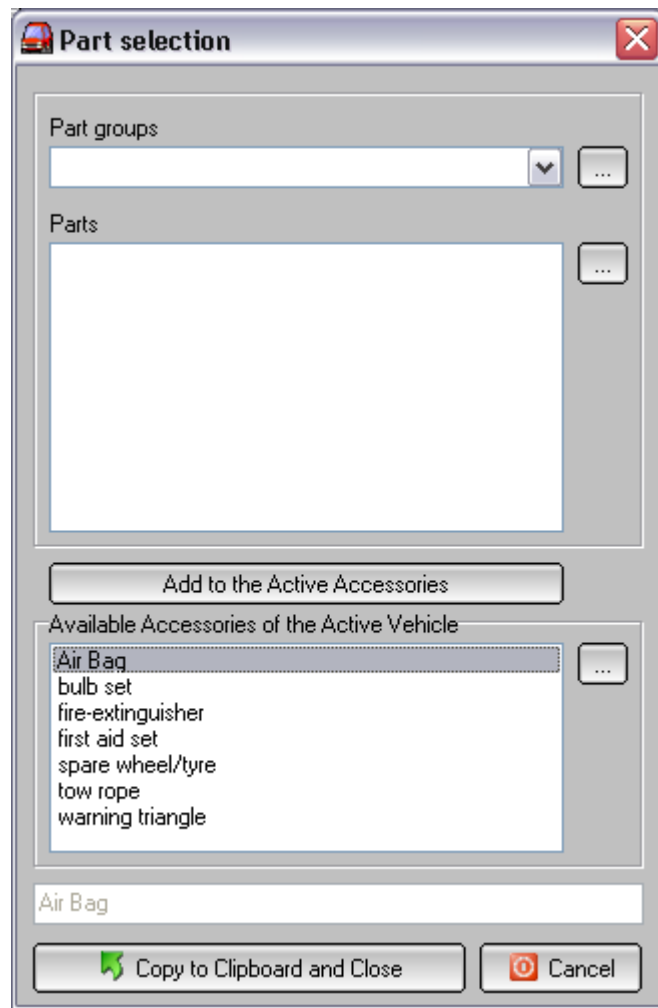 Part selection
Part groups
...
Parts
...
Add to the Active Accessories
Available Accessories of the Active Vehicle
Air Bag
...
bulb set
fire-extinguisher
first aid set
spare wheel/tyre
tow rope
warning triangle
Air Bag
Copy to Clipboard and Close
Cancel